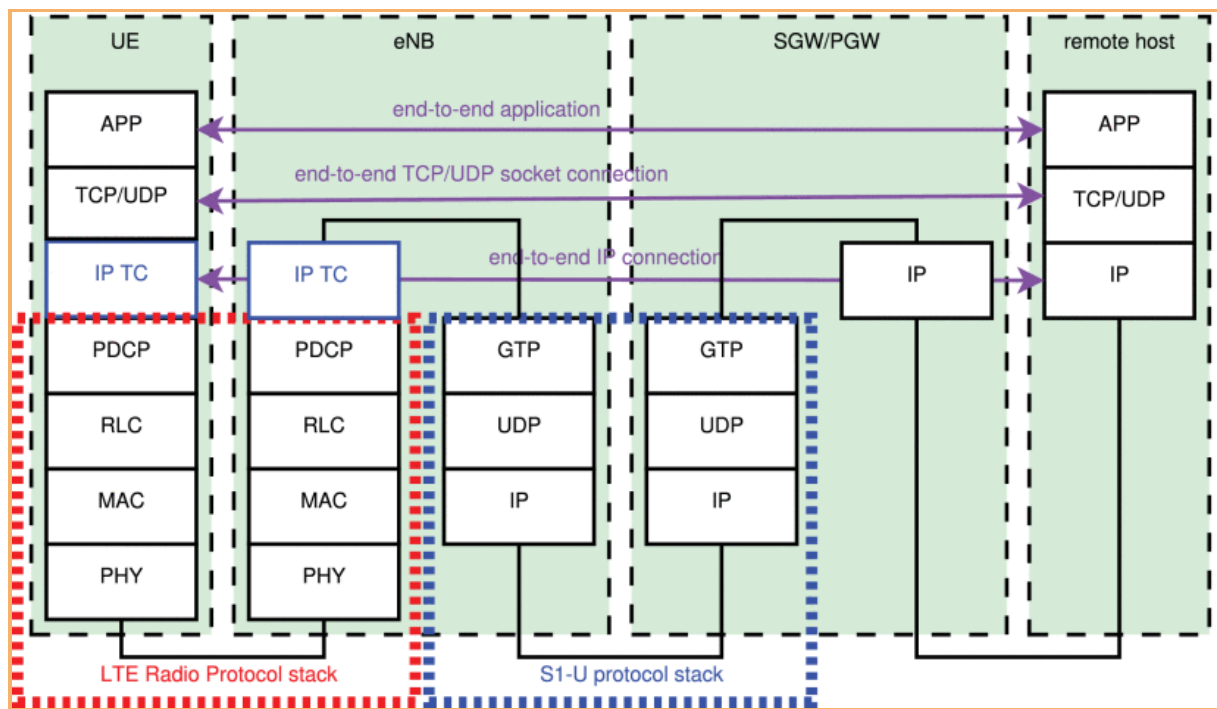 UE
eNB
SGW/PGW
remote host
end-to-end application
APP
APP
end-to-end TCP/UDP socket connection
TCP/UDP
TCP/UDP
end-to-end IP connection
IP TC
IP TC
IP
IP
PDCP
PDCP
GTP
GTP
RLC
RLC
UDP
UDP
MAC
MAC
IP
IP
PHY
PHY
LTE Radio Protocol stack
S1-U protocol stack